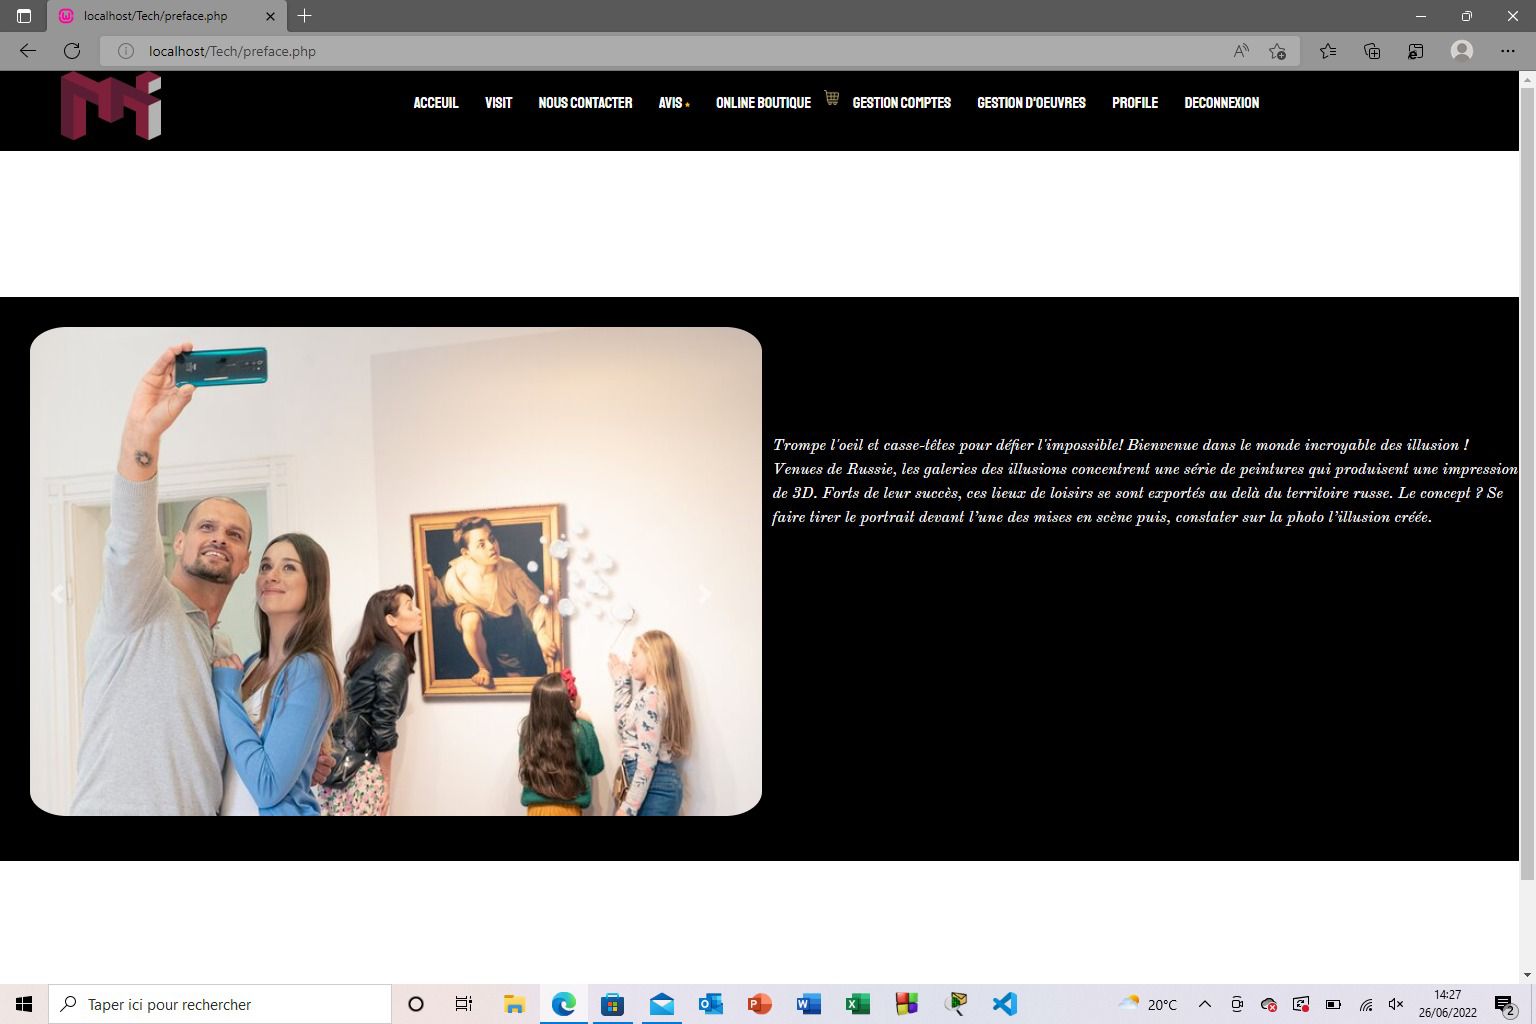 localhost/Tech/preface.php
localhost/Tech/preface.php
ACCEUIL VISIT NOUS CONTACTER AVIS ONLINE BOUTIQUE GESTION COMPTES GESTION D'OEUVRES PROFILE DECONNEXION
Trompe l'oeil et casse-têtes pour défier l'impossible! Bienvenue dans le monde incroyable des illusion !
Venues de Russie, les galeries des illusions concentrent une série de peintures qui produisent une impression
de 3D. Forts de leur succès, ces lieux de loisirs se sont exportés au delà du territoire russe. Le concept ? Se
faire tirer le portrait devant l’une des mises en scène puis, constater sur la photo l’illusion créée.
Taper ici pour rechercher
20°C
14:27
26/06/2022
2